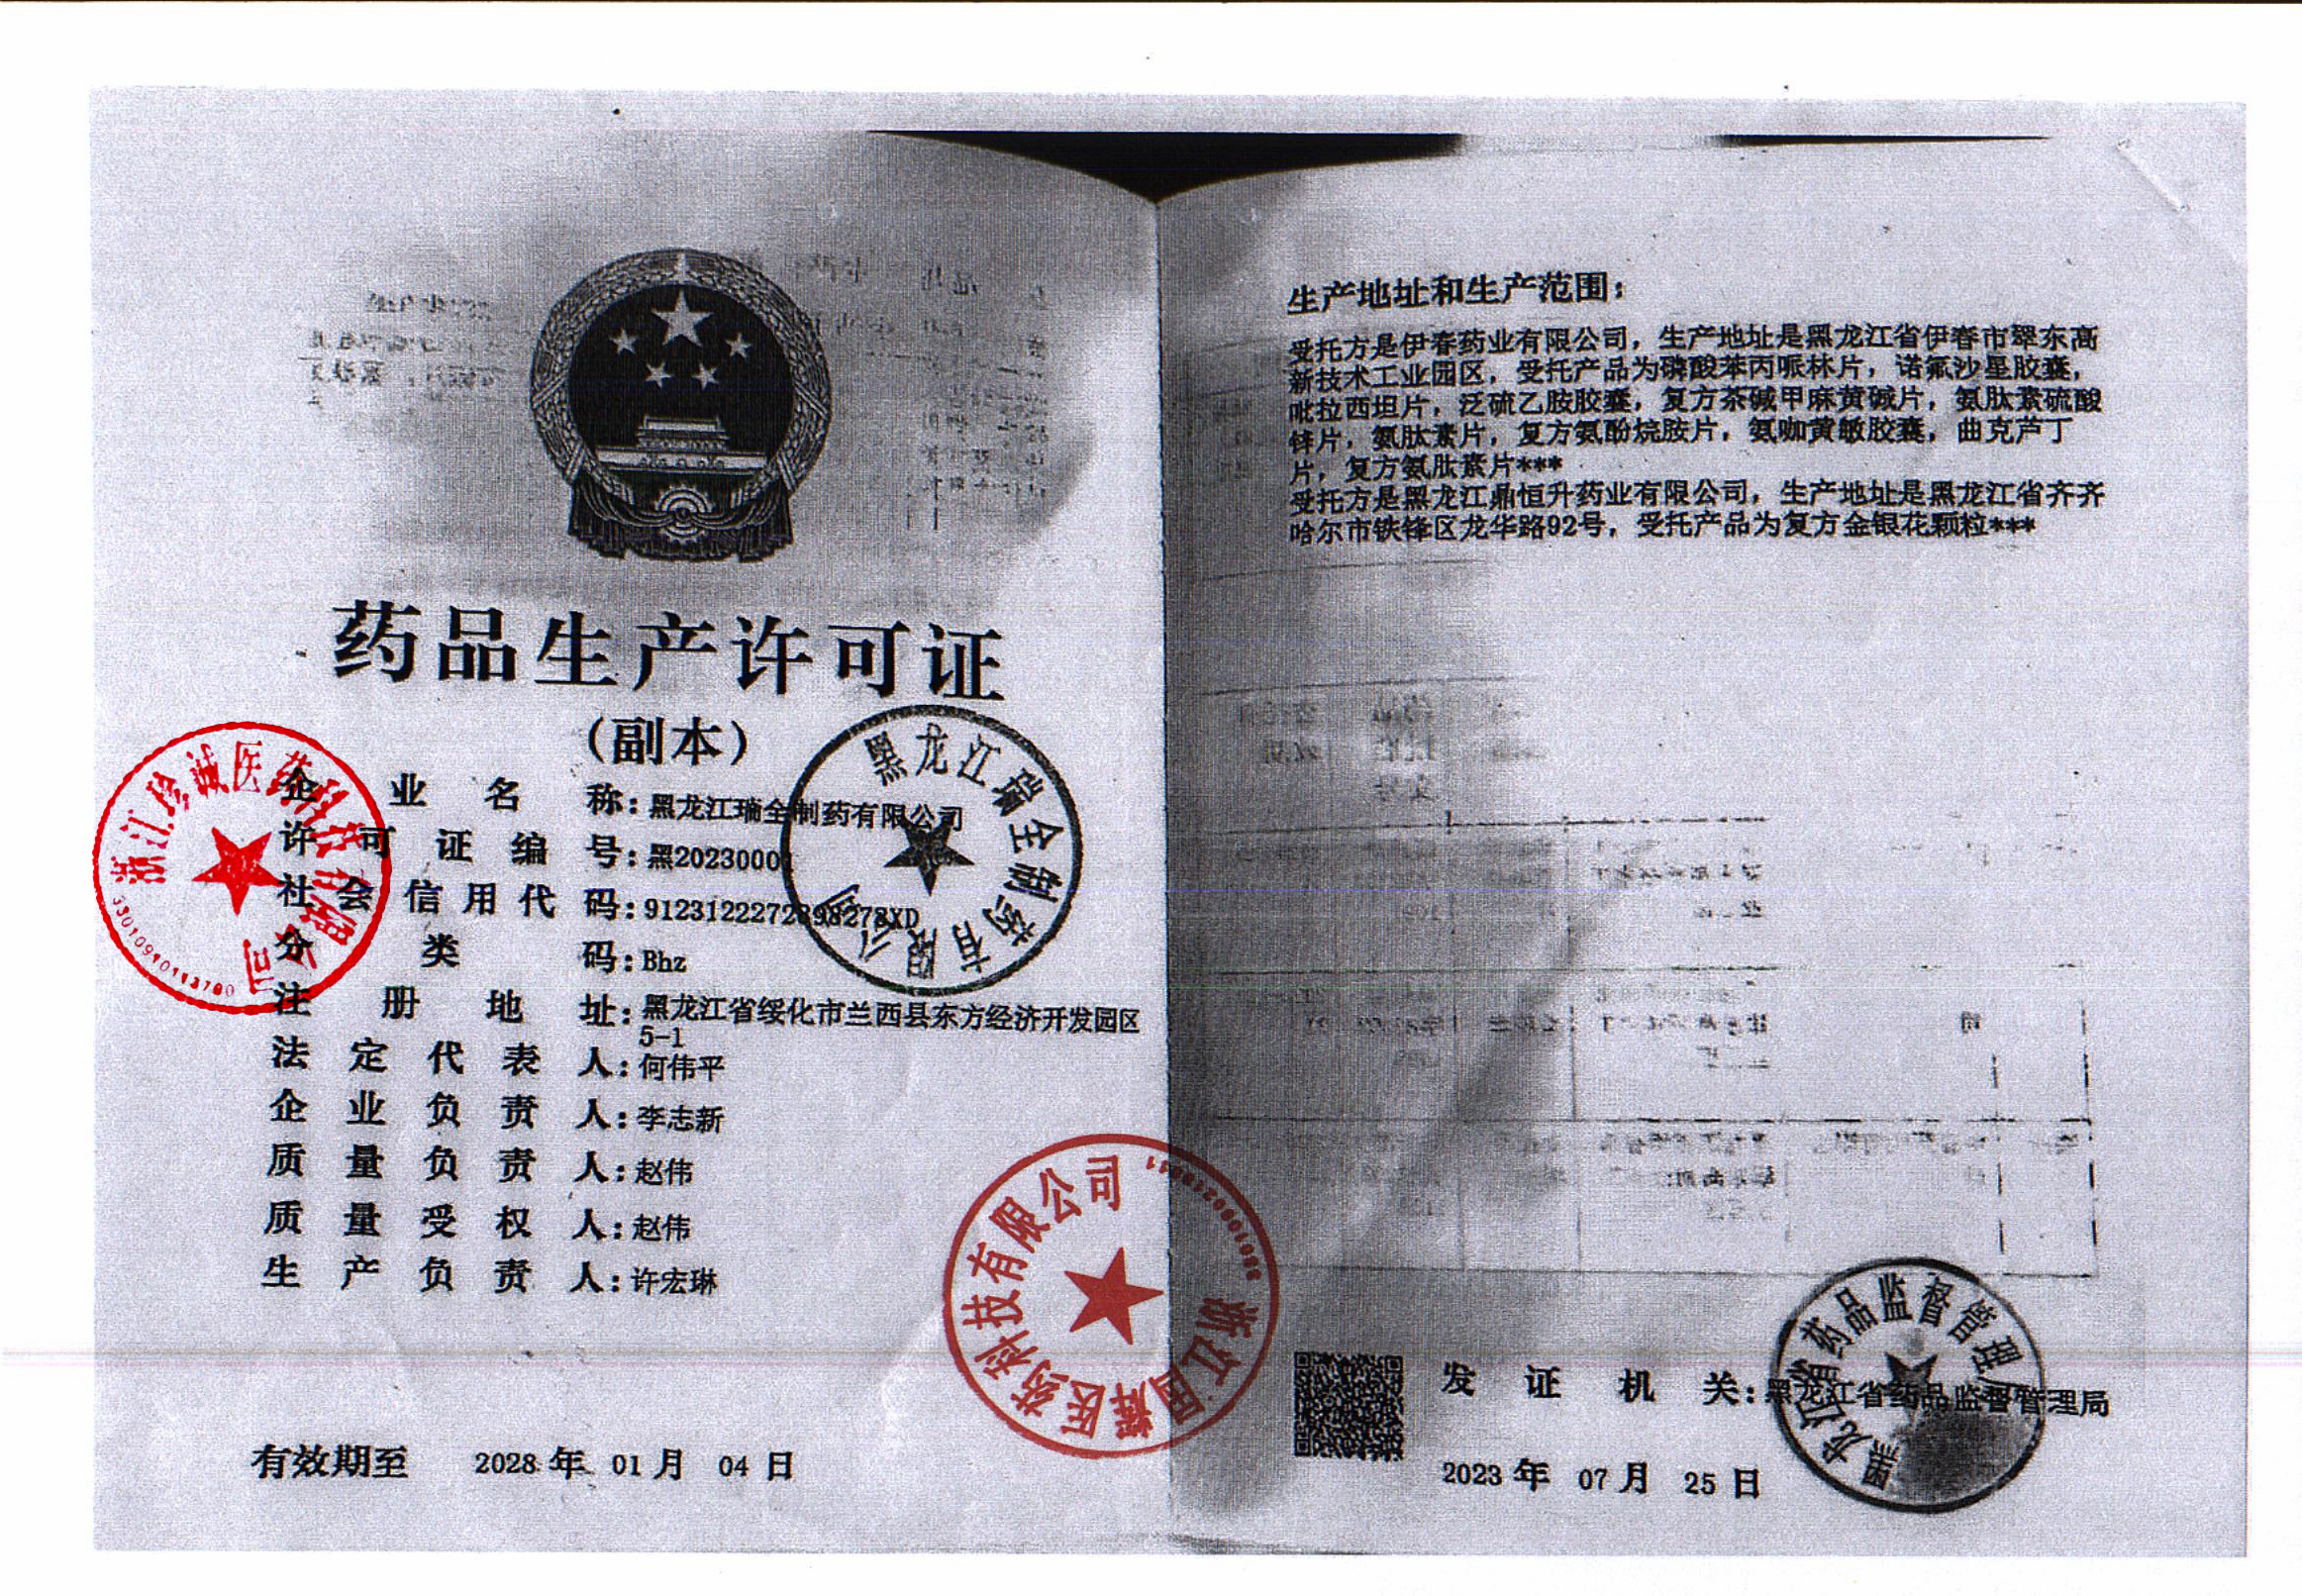 药品生产许可证
(副本)
企业名称:黑龙江瑞全制药有限公司
许可证编号:黑2023000
社会信用代码:9123122272898278XD
分类码:Bhz
注册地址:黑龙江省绥化市兰西县东方经济开发园区
5-1
法定代表人:何伟平
企业负责人:李志新
质量负责人:赵伟
质量受权人:赵伟
生产负责人:许宏琳
有效期至 2028年01月04日
黑龙江瑞全制药有限公司
浙江珍诚医药科技有限公司
浙江国辉医药科技有限公司
生产地址和生产范围:
受托方是伊春药业有限公司，生产地址是黑龙江省伊春市翠东高
新技术工业园区，受托产品为磷酸苯丙哌林片，诺氟沙星胶囊，
吡拉西坦片，泛硫乙胺胶囊，复方茶碱甲麻黄碱片，氨肽素硫酸
锌片，氨肽素片，复方氨酚烷胺片，氨咖黄敏胶囊，曲克芦丁
片，复方氨肽素片***
受托方是黑龙江鼎恒升药业有限公司，生产地址是黑龙江省齐齐
哈尔市铁锋区龙华路92号，受托产品为复方金银花颗粒***
发证机关:黑龙江省药品监督管理局
2023年07月25日
黑龙江省药品监督管理局